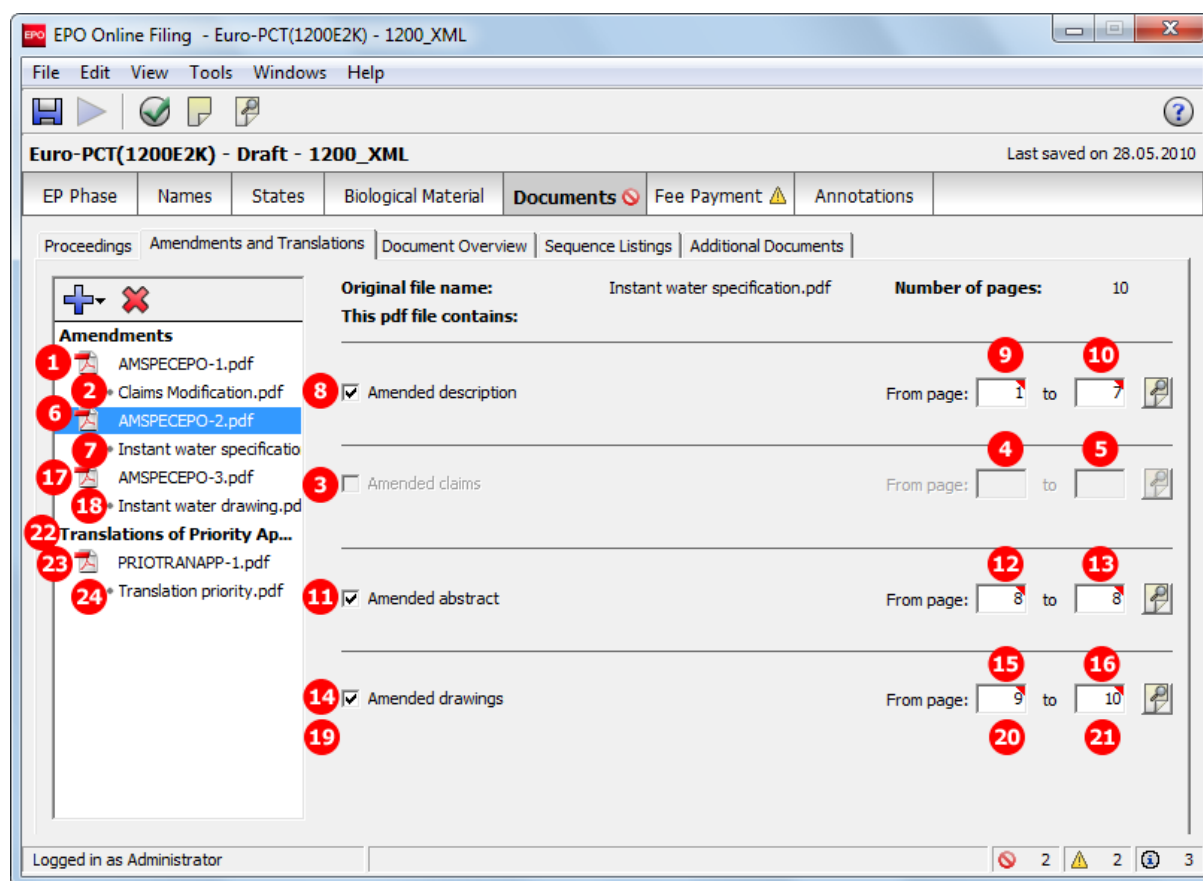 EPO EPO Online Filing - Euro-PCT(1200E2K) - 1200_XML X
File Edit View Tools Windows Help
?
Euro-PCT(1200E2K) - Draft - 1200_XML Last saved on 28.05.2010
EP Phase Names States Biological Material Documents Fee Payment Annotations
Proceedings Amendments and Translations Document Overview Sequence Listings Additional Documents
Original file name: Instant water specification.pdf Number of pages: 10
This pdf file contains:
Amendments
1 AMSPECEPO-1.pdf
2 Claims Modification.pdf
6 AMSPECEPO-2.pdf
7 Instant water specificatio
17 AMSPECEPO-3.pdf
18 Instant water drawing.pd
22 Translations of Priority Ap...
23 PRIOTRANAPP-1.pdf
24 Translation priority.pdf
9 10
8 Amended description From page: 1 to 7
4 5
3 Amended claims From page: to
12 13
11 Amended abstract From page: 8 to 8
15 16
14 Amended drawings From page: 9 to 10
19 20 21
Logged in as Administrator 2 2 3